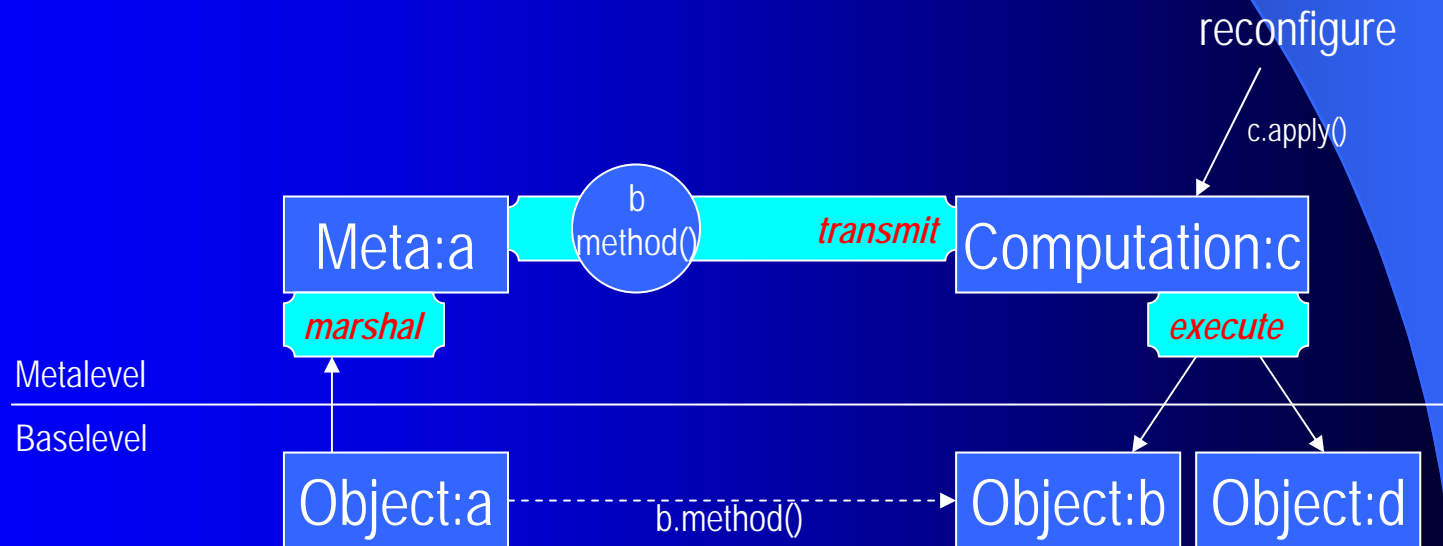 reconfigure
c.apply()
b
method()
transmit
Meta:a
Computation:c
marshal
execute
Metalevel
Baselevel
Object:a
b.method()
Object:b
Object:d